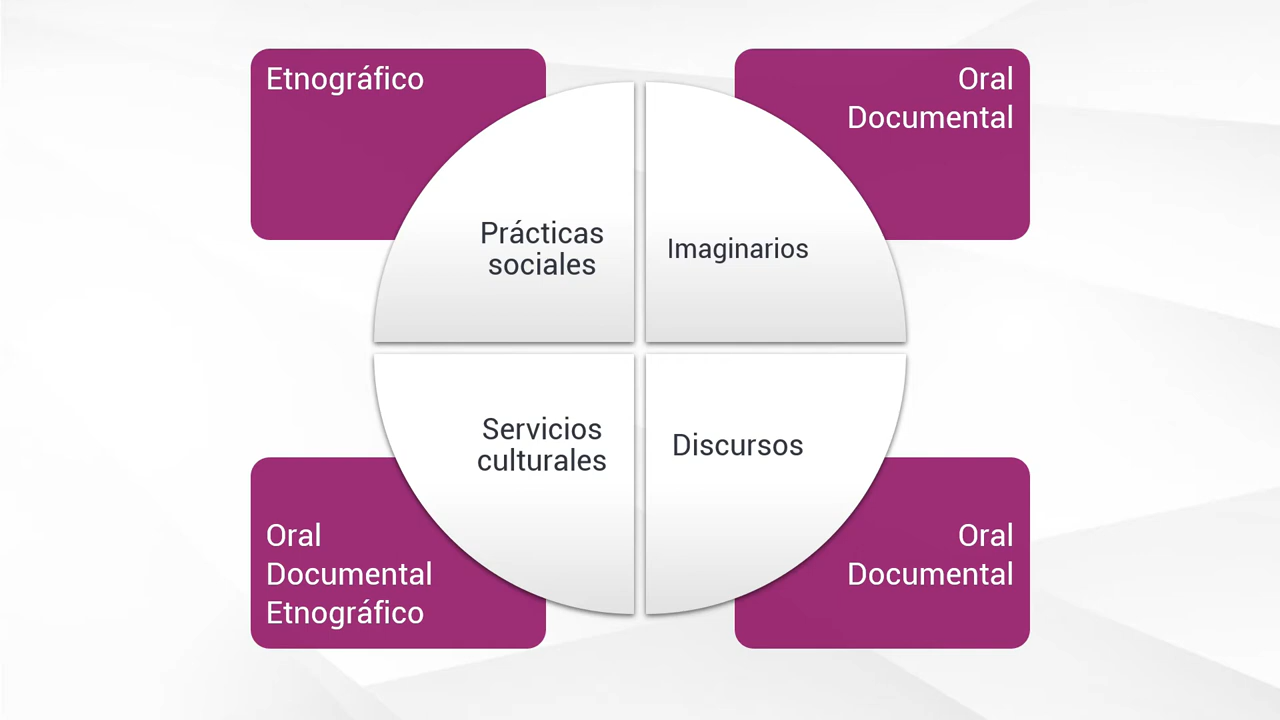 Etnográfico
Oral
Documental
Prácticas
sociales
Imaginarios
Servicios
culturales
Discursos
Oral
Documental
Etnográfico
Oral
Documental